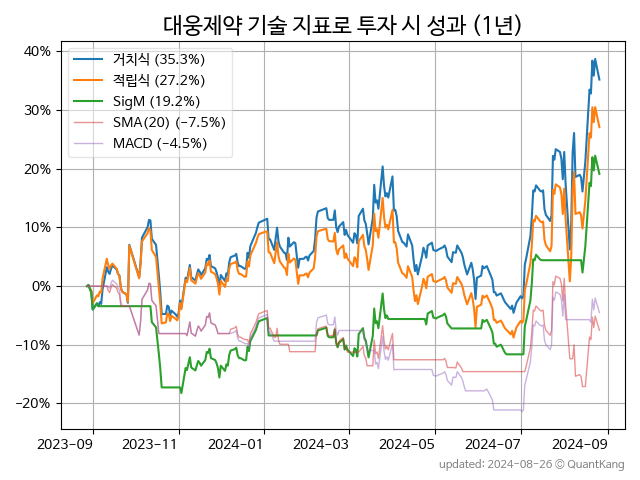 대웅제약 기술 지표로 투자 시 성과 (1년)
40%
30%
20%
10%
0%
−10%
−20%
거치식 (35.3%)
적립식 (27.2%)
SigM (19.2%)
SMA(20) (−7.5%)
MACD (−4.5%)
2023−09
2023−11
2024−01
2024−03
2024−05
2024−07
2024−09
updated: 2024−08−26 © QuantKang